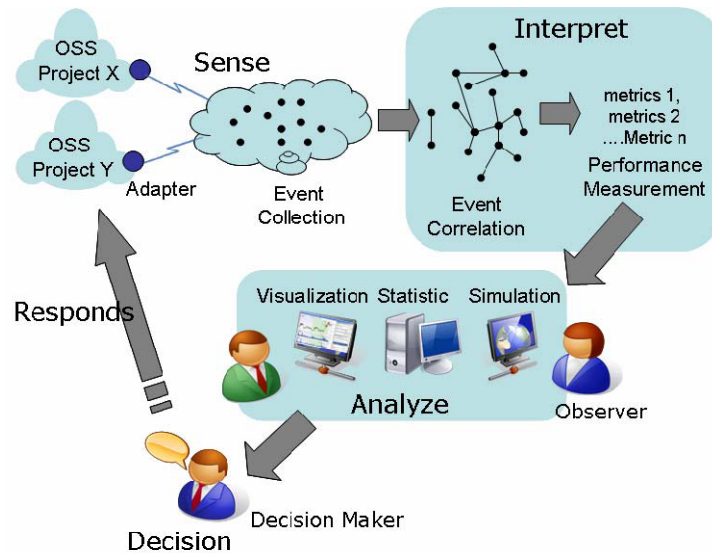 OSS
Project X
Sense
OSS
Project Y
Adapter
Event
Collection
Interpret
metrics 1,
metrics 2
....Metric n
Performance
Measurement
Event
Correlation
Responds
Visualization
Statistic
Simulation
Analyze
Observer
Decision Maker
Decision